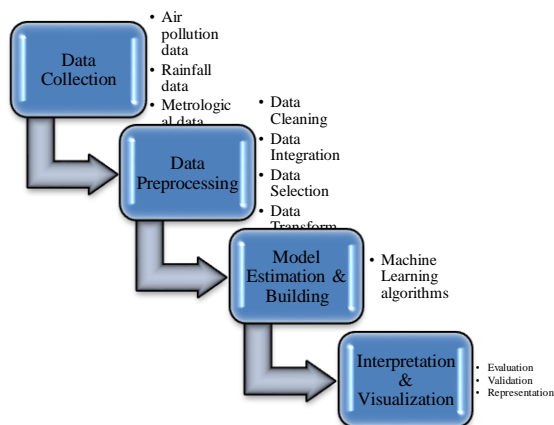 Data
Collection
• Air
pollution
data
• Rainfall
data
• Metrologic
al data
Data
Preprocessing
• Data
Cleaning
• Data
Integration
• Data
Selection
• Data
Transform
Model
Estimation &
Building
• Machine
Learning
algorithms
Interpretation
&
Visualization
• Evaluation
• Validation
• Representation